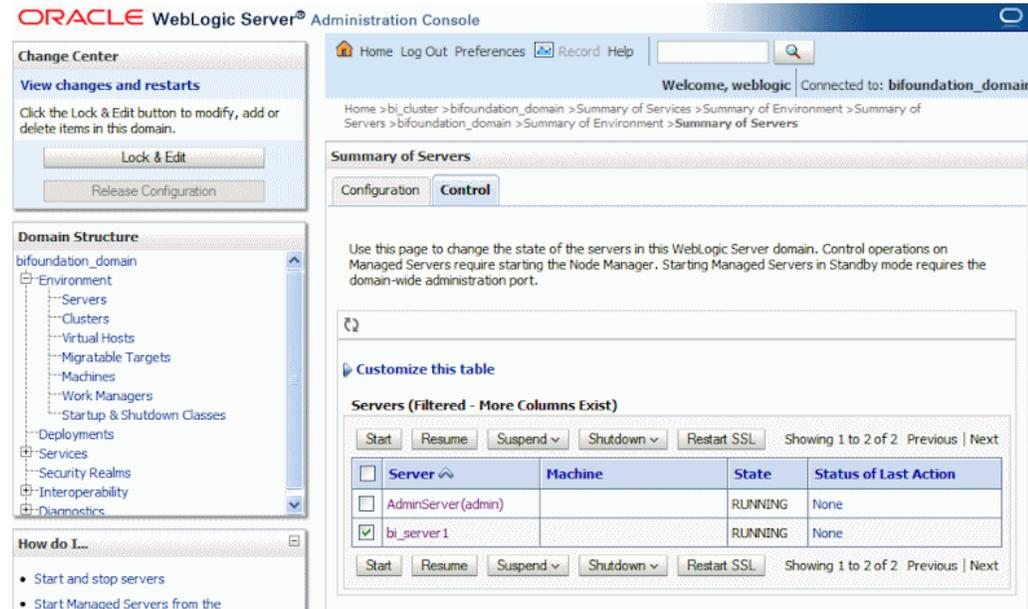 ORACLE WebLogic Server® Administration Console
Change Center
View changes and restarts
Click the Lock & Edit button to modify, add or
delete items in this domain.
Lock & Edit
Release Configuration
Domain Structure
bifoundation_domain
Environment
Servers
Clusters
Virtual Hosts
Migratable Targets
Machines
Work Managers
Startup & Shutdown Classes
Deployments
Services
Security Realms
Interoperability
Diagnostics
How do I...
Start and stop servers
Start Managed Servers from the
Home Log Out Preferences Record Help
Welcome, weblogic Connected to: bifoundation_domain
Home >bi_cluster >bifoundation_domain >Summary of Services >Summary of Environment >Summary of
Servers >bifoundation_domain >Summary of Environment >Summary of Servers
Summary of Servers
Configuration Control
Use this page to change the state of the servers in this WebLogic Server domain. Control operations on
Managed Servers require starting the Node Manager. Starting Managed Servers in Standby mode requires the
domain-wide administration port.
Customize this table
Servers (Filtered - More Columns Exist)
Start Resume Suspend Shutdown Restart SSL Showing 1 to 2 of 2 Previous | Next
Server Machine State Status of Last Action
AdminServer(admin) RUNNING None
bi_server1 RUNNING None
Start Resume Suspend Shutdown Restart SSL Showing 1 to 2 of 2 Previous | Next